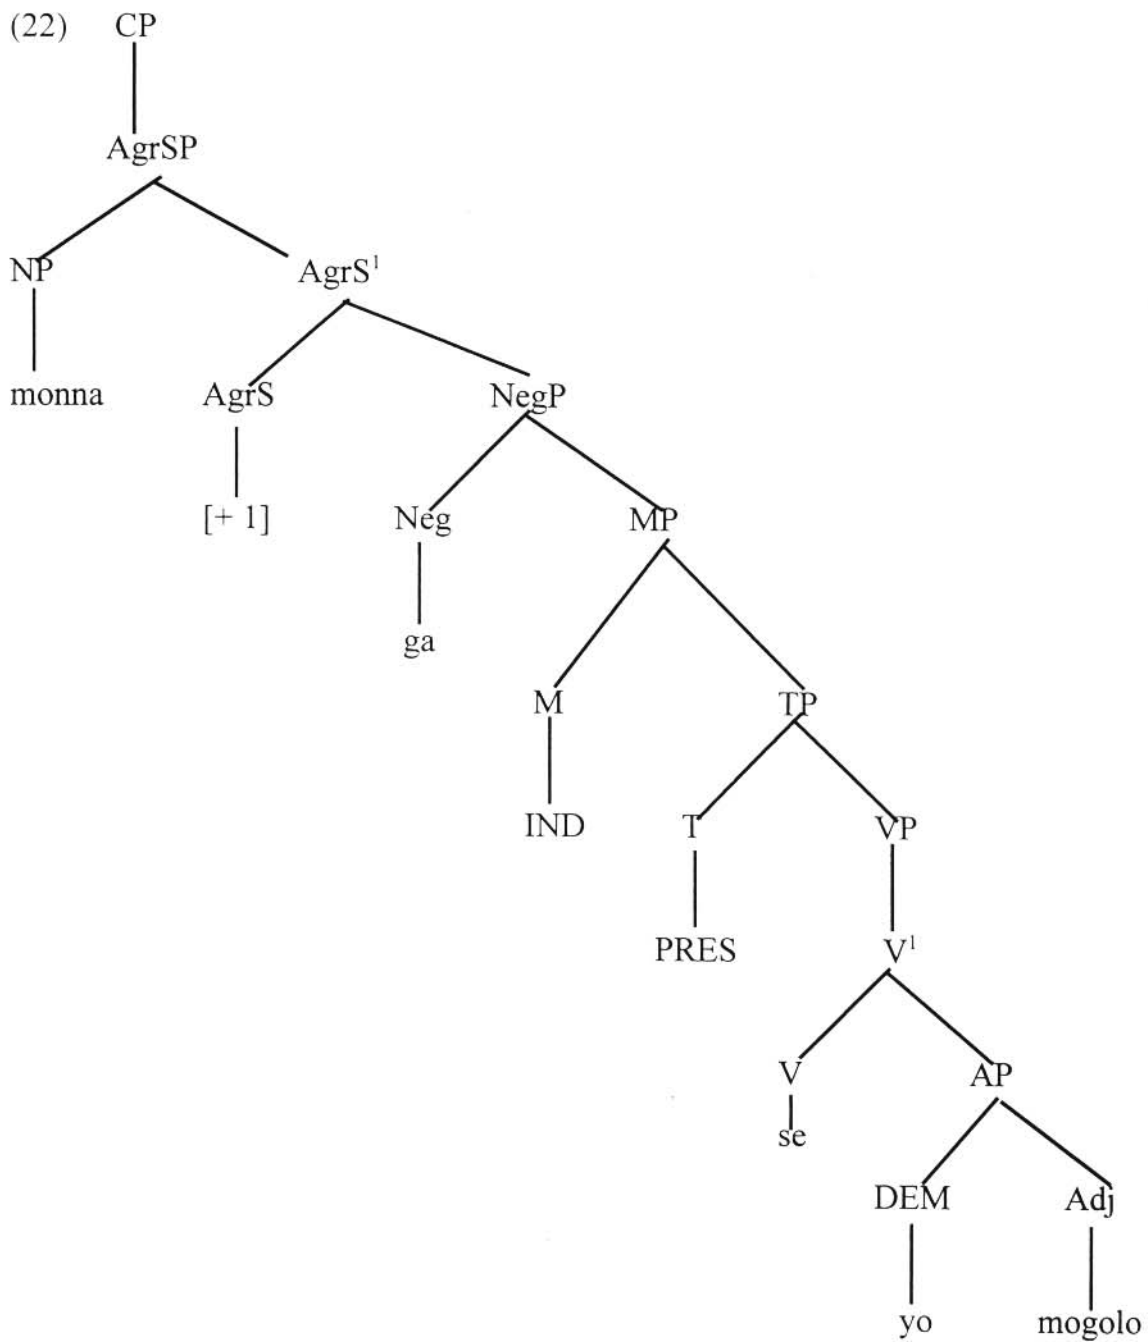 (22) CP
AgrSP
NP AgrS¹
monna AgrS NegP
[+ 1] Neg MP
ga
M TP
IND T VP
PRES V¹
V AP
se
DEM Adj
yo mogolo